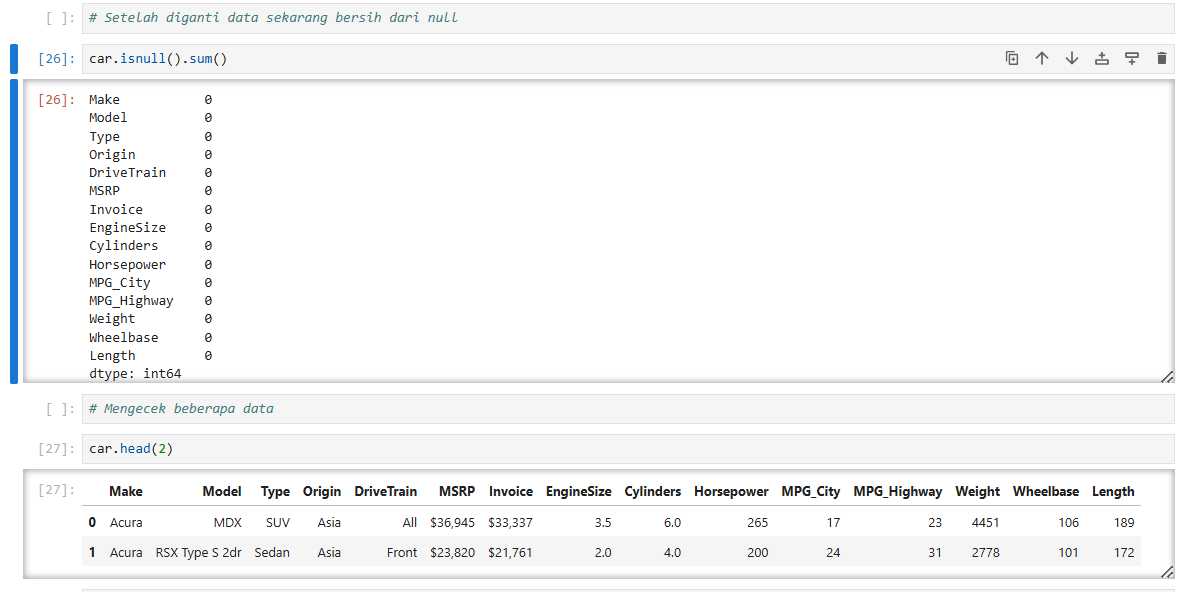 [ ]: # Setelah diganti data sekarang bersih dari null
[26]: car.isnull().sum()
[26]: Make 0
Model 0
Type 0
Origin 0
DriveTrain 0
MSRP 0
Invoice 0
EngineSize 0
Cylinders 0
Horsepower 0
MPG_City 0
MPG_Highway 0
Weight 0
Wheelbase 0
Length 0
dtype: int64
[ ]: # Mengecek beberapa data
[27]: car.head(2)
[27]: Make Model Type Origin DriveTrain MSRP Invoice EngineSize Cylinders Horsepower MPG_City MPG_Highway Weight Wheelbase Length
0 Acura MDX SUV Asia All $36,945 $33,337 3.5 6.0 265 17 23 4451 106 189
1 Acura RSX Type S 2dr Sedan Asia Front $23,820 $21,761 2.0 4.0 200 24 31 2778 101 172